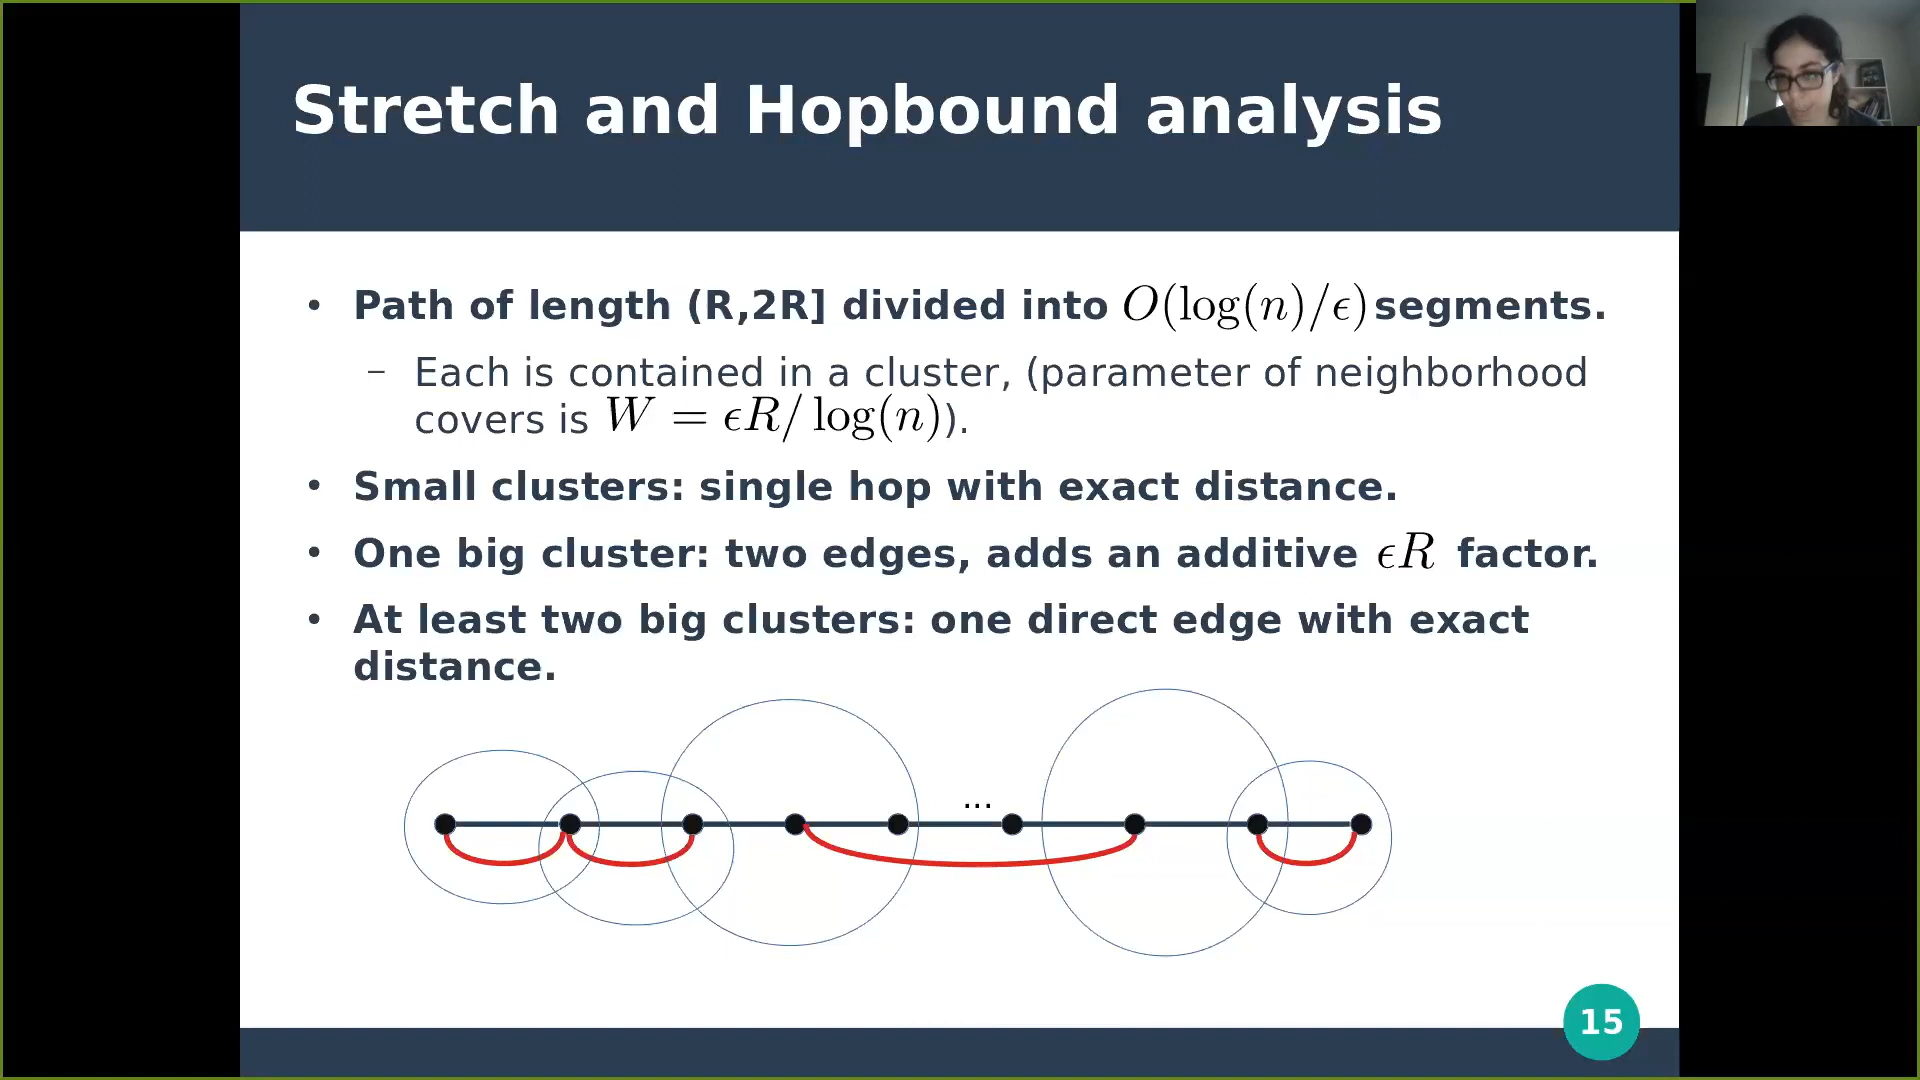 Stretch and Hopbound analysis
• Path of length (R,2R] divided into O(log(n)/ϵ) segments.
– Each is contained in a cluster, (parameter of neighborhood
covers is W = ϵR/ log(n)).
• Small clusters: single hop with exact distance.
• One big cluster: two edges, adds an additive ϵR factor.
• At least two big clusters: one direct edge with exact
distance.
...
15